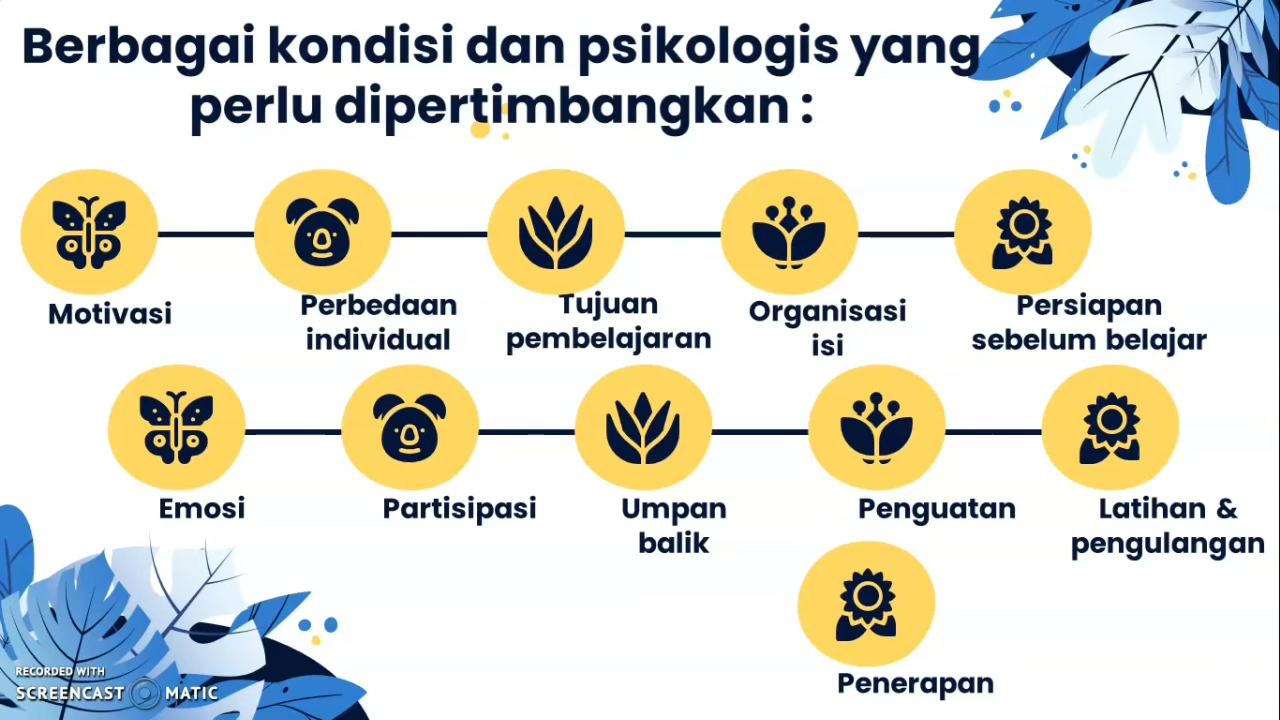 Berbagai kondisi dan psikologis yang
perlu dipertimbangkan :
Motivasi
Perbedaan
individual
Tujuan
pembelajaran
Organisasi
isi
Persiapan
sebelum belajar
Emosi
Partisipasi
Umpan
balik
Penguatan
Latihan &
pengulangan
Penerapan
RECORDED WITH
SCREENCAST MATIC